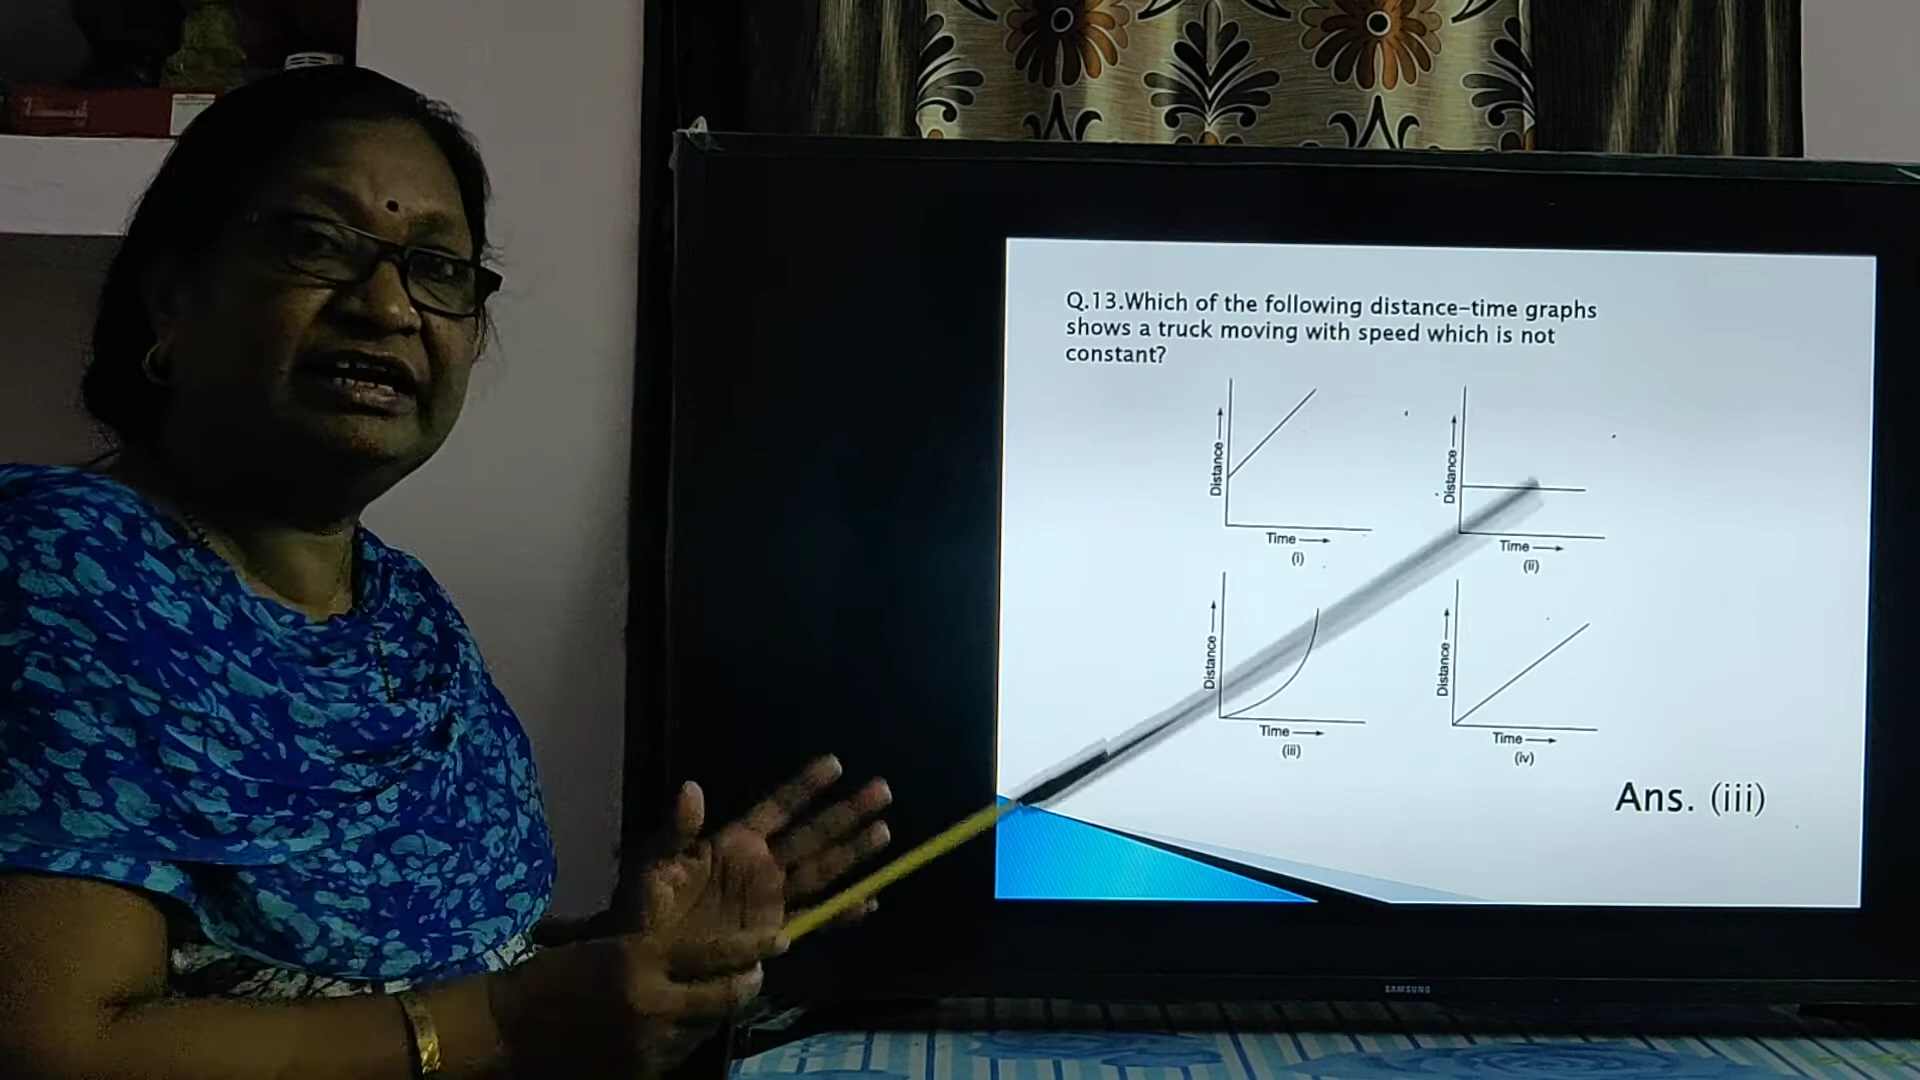 Q.13.Which of the following distance-time graphs
shows a truck moving with speed which is not
constant?
Distance
Time
(i)
Distance
Time
(ii)
Distance
Time
(iii)
Distance
Time
(iv)
Ans. (iii)
SAMSUNG